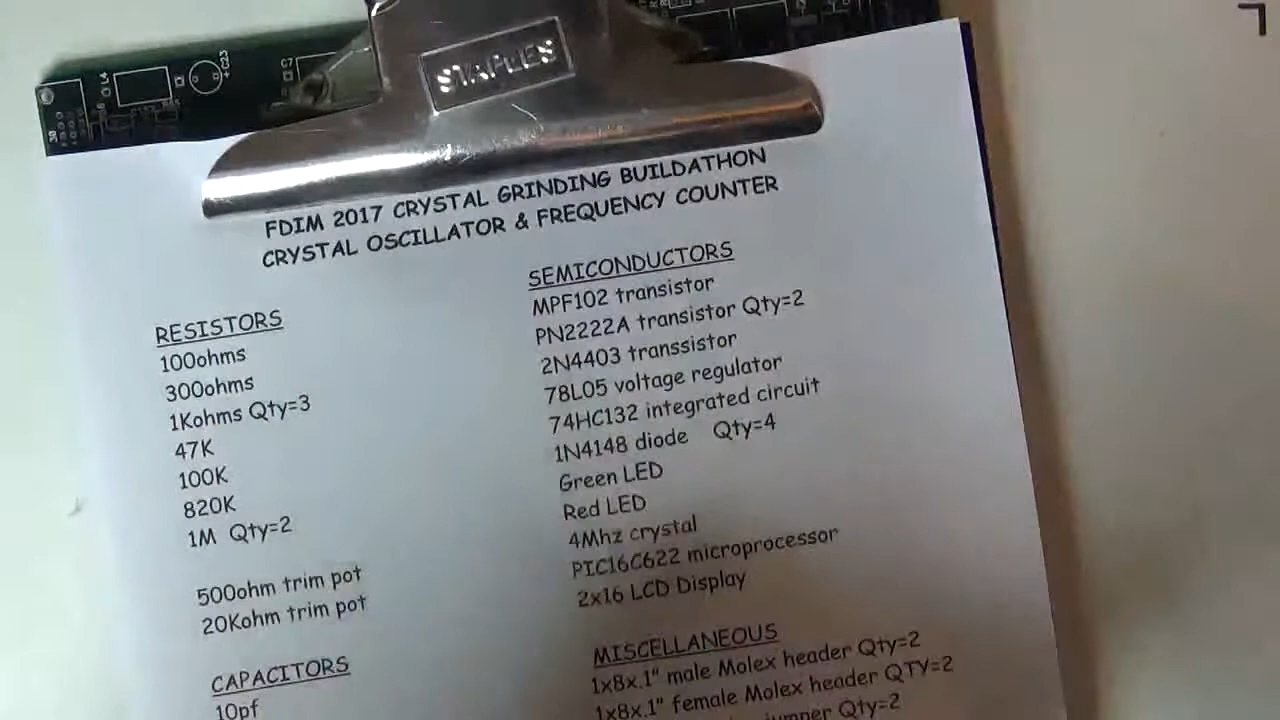 STAPLES
L4
C23
C7
FDIM 2017 CRYSTAL GRINDING BUILDATHON
CRYSTAL OSCILLATOR & FREQUENCY COUNTER
RESISTORS
100ohms
300ohms
1Kohms Qty=3
47K
100K
820K
1M Qty=2
500ohm trim pot
20Kohm trim pot
CAPACITORS
10pf
SEMICONDUCTORS
MPF102 transistor
PN2222A transistor Qty=2
2N4403 transsistor
78L05 voltage regulator
74HC132 integrated circuit
1N4148 diode Qty=4
Green LED
Red LED
4Mhz crystal
PIC16C622 microprocessor
2x16 LCD Display
MISCELLANEOUS
1x8x.1" male Molex header Qty=2
1x8x.1" female Molex header QTY=2
jumper Qty=2